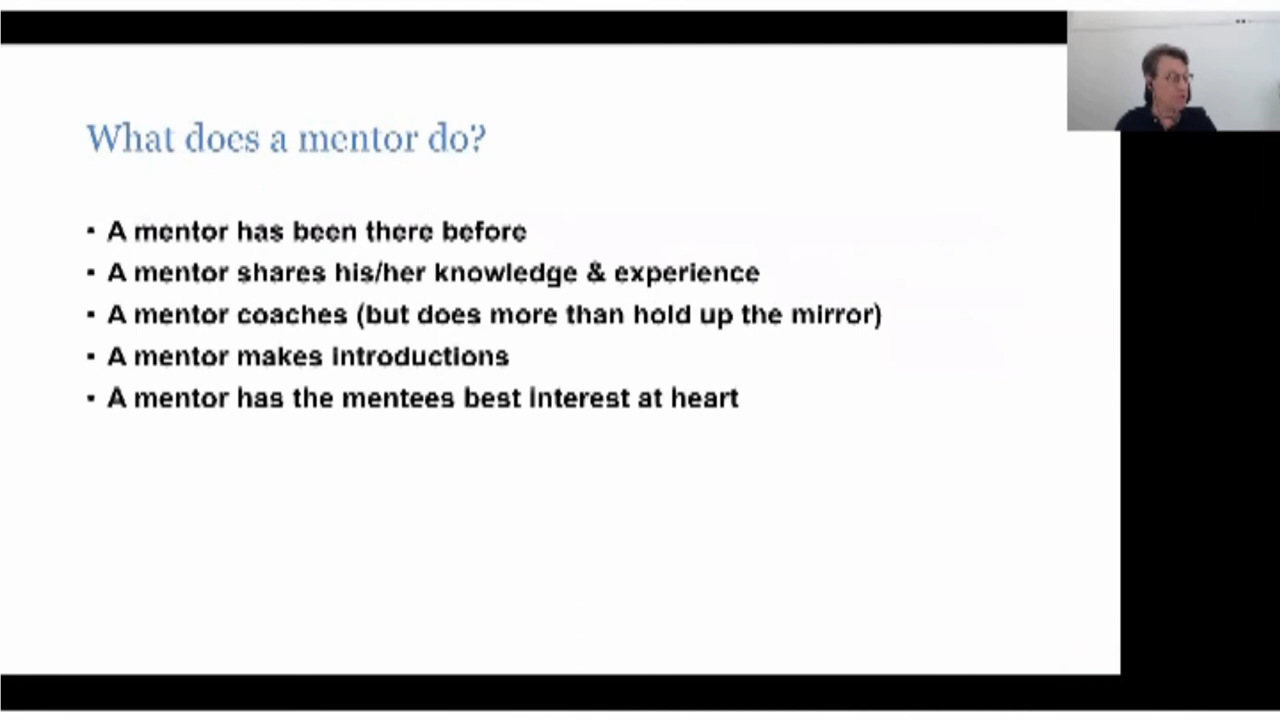 What does a mentor do?
▪ A mentor has been there before
▪ A mentor shares his/her knowledge & experience
▪ A mentor coaches (but does more than hold up the mirror)
▪ A mentor makes introductions
▪ A mentor has the mentees best interest at heart